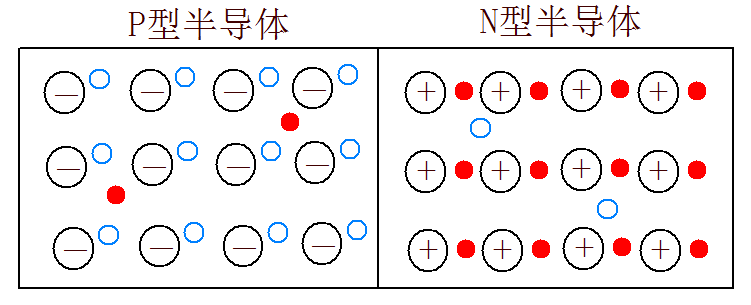 P型半导体 N型半导体
— — — — + + + +
— — — — + + + +
— — — — + + + +